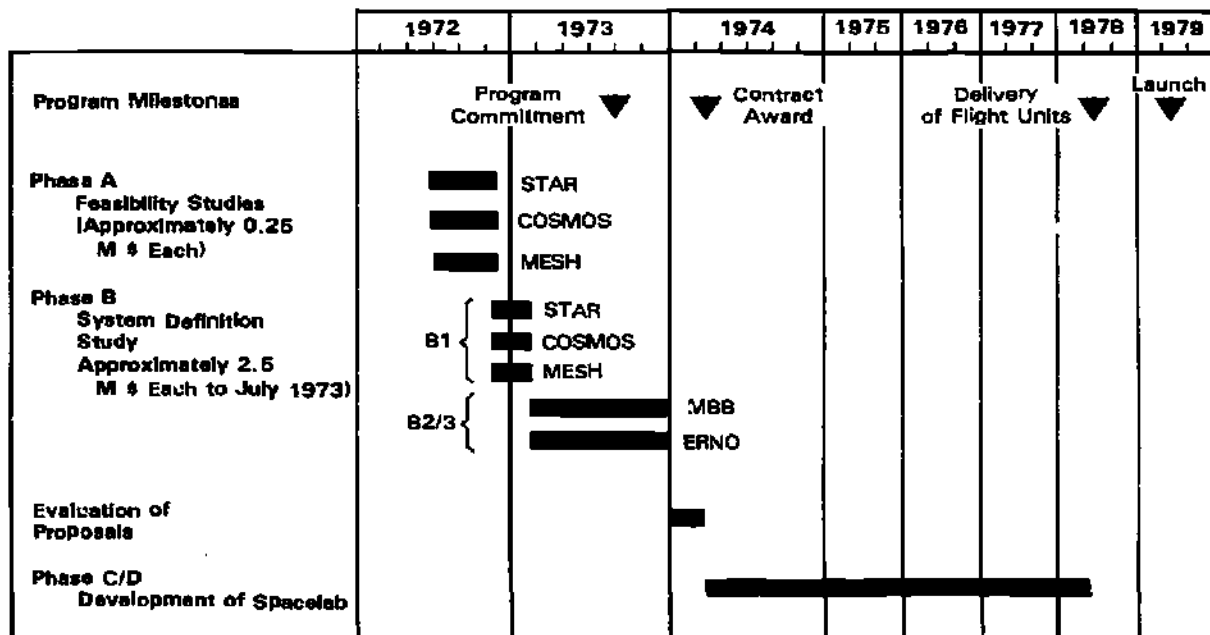 1972 1973 1974 1975 1976 1977 1978 1979
Program Milestones
Program
Commitment
Contract
Award
Delivery
of Flight Units
Launch
Phase A
Feasibility Studies
(Approximately 0.25
M $ Each)
STAR
COSMOS
MESH
Phase B
System Definition
Study
Approximately 2.5
M $ Each to July 1973)
B1
STAR
COSMOS
MESH
B2/3
MBB
ERNO
Evaluation of
Proposals
Phase C/D
Development of Spacelab